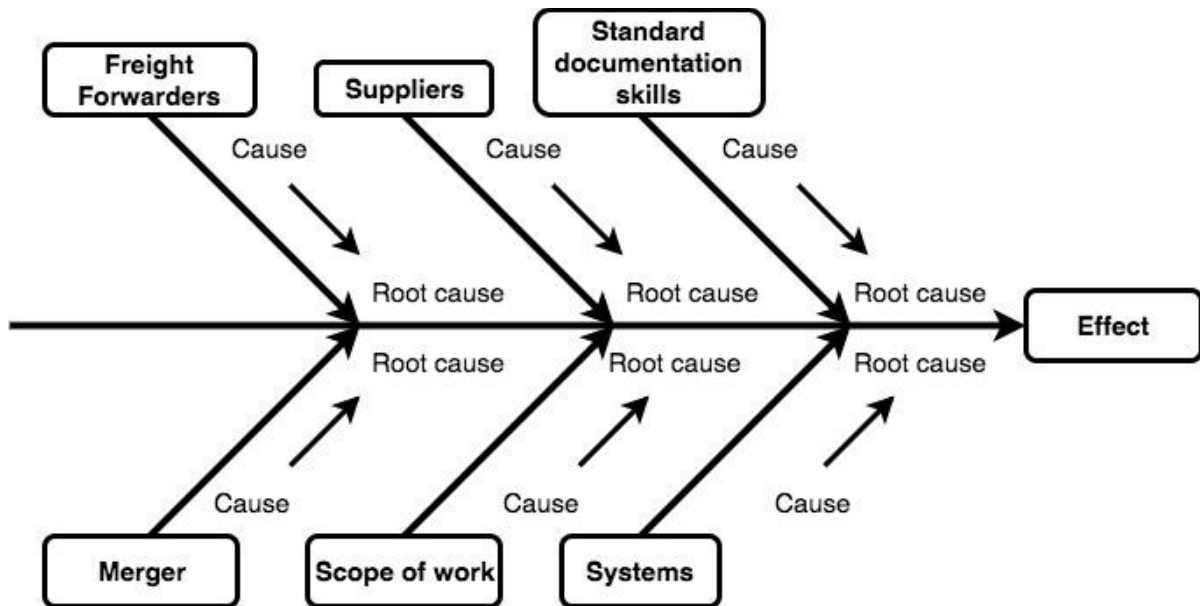 Freight
Forwarders
Suppliers
Standard
documentation
skills
Cause
Cause
Cause
Root cause
Root cause
Root cause
Effect
Root cause
Root cause
Root cause
Cause
Cause
Cause
Merger
Scope of work
Systems